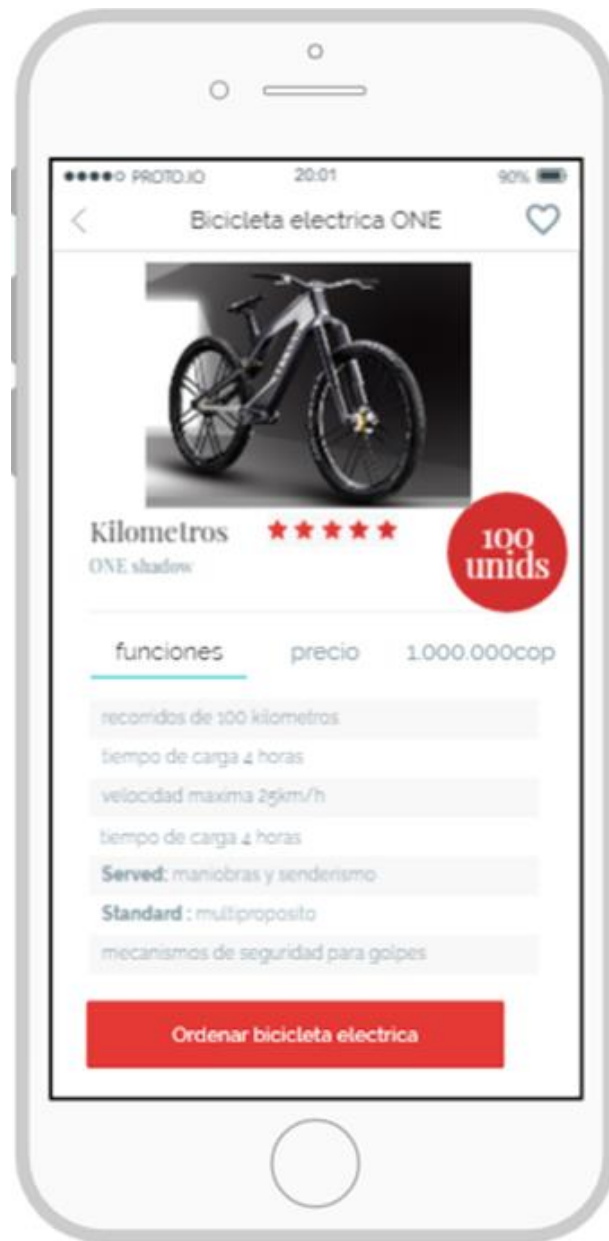 PROTO.IO 20:01 90%
Bicicleta electrica ONE
Kilometros
ONE shadow
100
unids
funciones precio 1.000.000cop
recorridos de 100 kilometros
tiempo de carga 4 horas
velocidad maxima 25km/h
tiempo de carga 4 horas
Served: maniobras y senderismo
Standard : multiproposito
mecanismos de seguridad para golpes
Ordenar bicicleta electrica